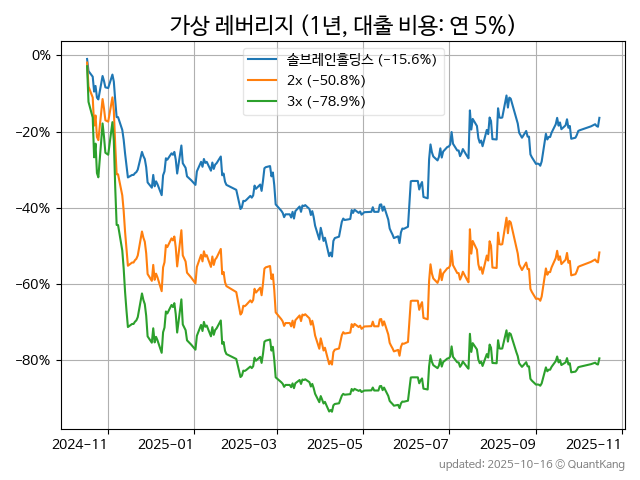 가상 레버리지 (1년, 대출 비용: 연 5%)
솔브레인홀딩스 (−15.6%)
2x (−50.8%)
3x (−78.9%)
0%
−20%
−40%
−60%
−80%
2024−11 2025−01 2025−03 2025−05 2025−07 2025−09 2025−11
updated: 2025-10-16 © QuantKang